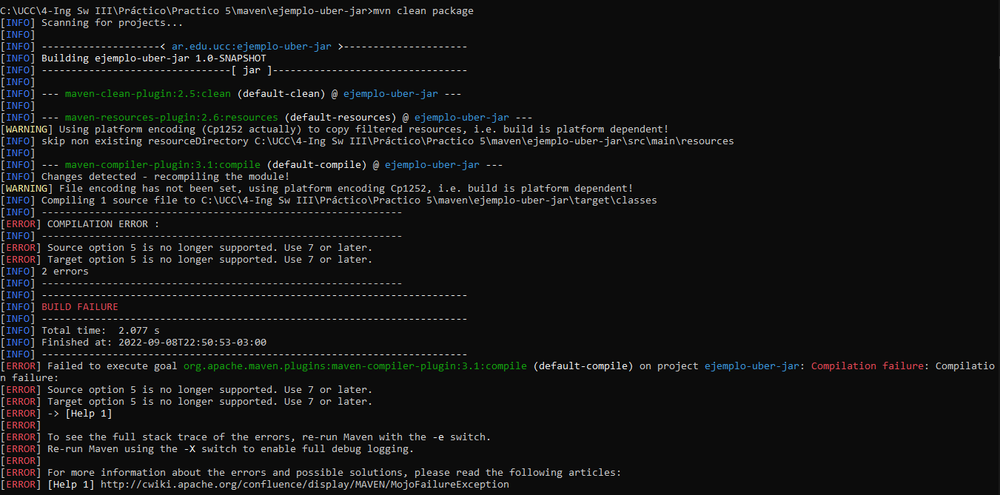 C:\UCC\4-Ing Sw III\Práctico\Practico 5\maven\ejemplo-uber-jar>mvn clean package
[INFO] Scanning for projects...
[INFO]
[INFO] --------------------< ar.edu.ucc:ejemplo-uber-jar >---------------------
[INFO] Building ejemplo-uber-jar 1.0-SNAPSHOT
[INFO] --------------------------------[ jar ]---------------------------------
[INFO]
[INFO] --- maven-clean-plugin:2.5:clean (default-clean) @ ejemplo-uber-jar ---
[INFO]
[INFO] --- maven-resources-plugin:2.6:resources (default-resources) @ ejemplo-uber-jar ---
[WARNING] Using platform encoding (Cp1252 actually) to copy filtered resources, i.e. build is platform dependent!
[INFO] skip non existing resourceDirectory C:\UCC\4-Ing Sw III\Práctico\Practico 5\maven\ejemplo-uber-jar\src\main\resources
[INFO]
[INFO] --- maven-compiler-plugin:3.1:compile (default-compile) @ ejemplo-uber-jar ---
[INFO] Changes detected - recompiling the module!
[WARNING] File encoding has not been set, using platform encoding Cp1252, i.e. build is platform dependent!
[INFO] Compiling 1 source file to C:\UCC\4-Ing Sw III\Práctico\Practico 5\maven\ejemplo-uber-jar\target\classes
[INFO] -------------------------------------------------------------
[ERROR] COMPILATION ERROR :
[INFO] -------------------------------------------------------------
[ERROR] Source option 5 is no longer supported. Use 7 or later.
[ERROR] Target option 5 is no longer supported. Use 7 or later.
[INFO] 2 errors
[INFO] -------------------------------------------------------------
[INFO] ------------------------------------------------------------------------
[INFO] BUILD FAILURE
[INFO] ------------------------------------------------------------------------
[INFO] Total time:  2.077 s
[INFO] Finished at: 2022-09-08T22:50:53-03:00
[INFO] ------------------------------------------------------------------------
[ERROR] Failed to execute goal org.apache.maven.plugins:maven-compiler-plugin:3.1:compile (default-compile) on project ejemplo-uber-jar: Compilation failure: Compilatio
n failure:
[ERROR] Source option 5 is no longer supported. Use 7 or later.
[ERROR] Target option 5 is no longer supported. Use 7 or later.
[ERROR] -> [Help 1]
[ERROR]
[ERROR] To see the full stack trace of the errors, re-run Maven with the -e switch.
[ERROR] Re-run Maven using the -X switch to enable full debug logging.
[ERROR]
[ERROR] For more information about the errors and possible solutions, please read the following articles:
[ERROR] [Help 1] http://cwiki.apache.org/confluence/display/MAVEN/MojoFailureException